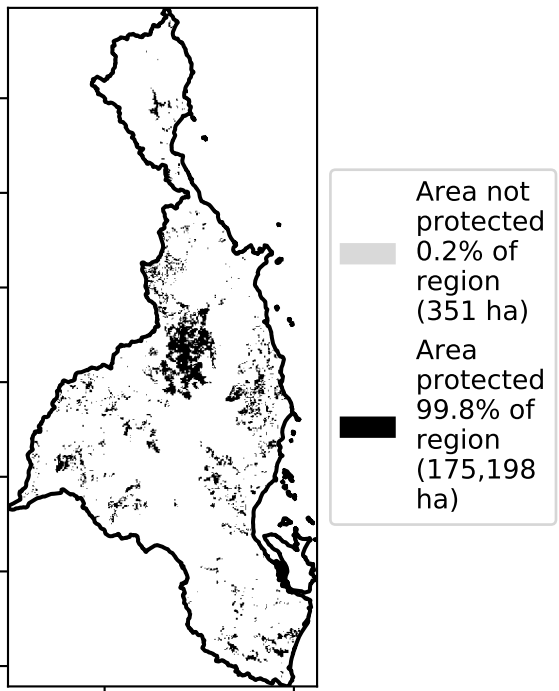 Area not
protected
0.2% of
region
(351 ha)
Area
protected
99.8% of
region
(175,198
ha)